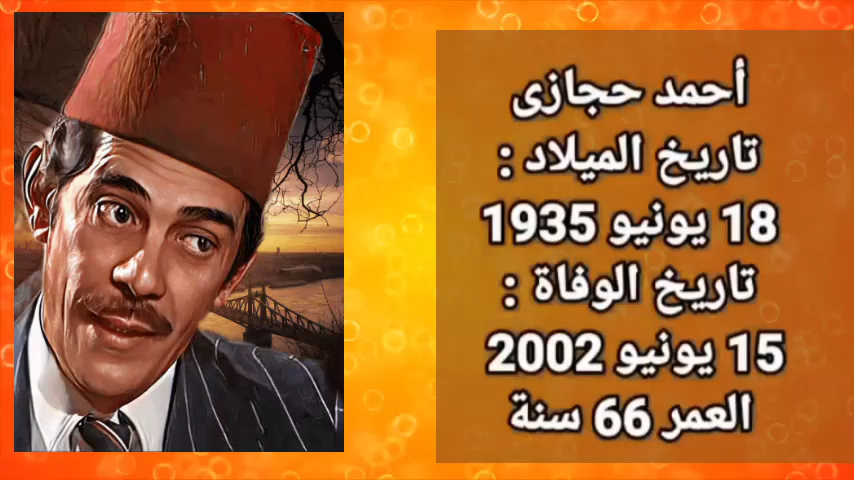 أحمد حجازى
تاريخ الميلاد :
18 يونيو 1935
تاريخ الوفاة :
15 يونيو 2002
العمر 66 سنة